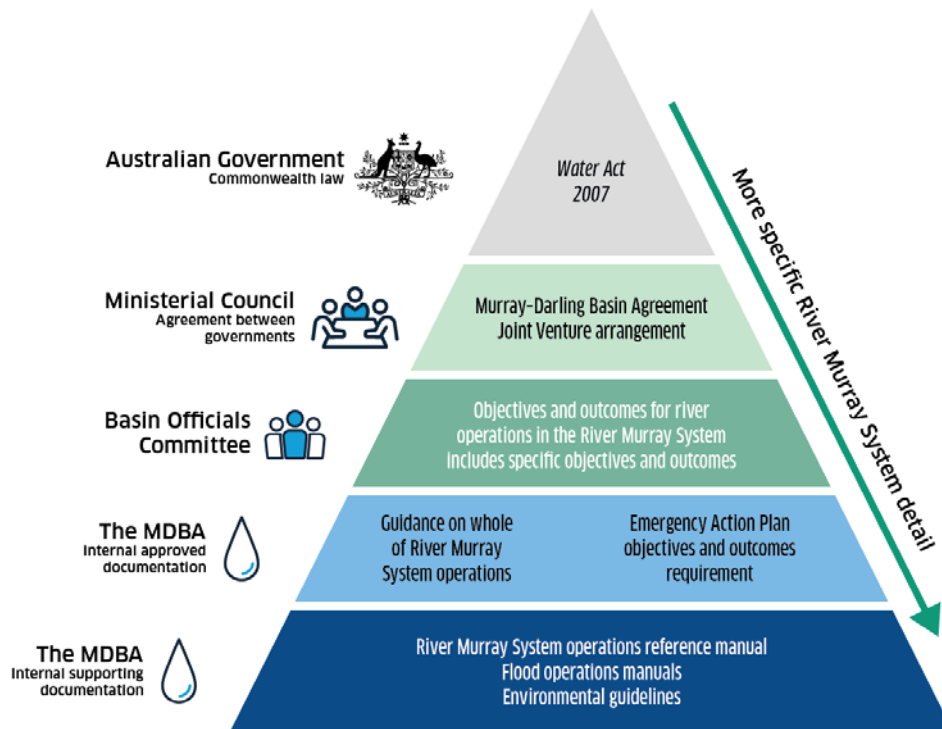 Australian Government
Commonwealth law
Water Act
2007
Ministerial Council
Agreement between
governments
Murray–Darling Basin Agreement
Joint Venture arrangement
Basin Officials
Committee
Objectives and outcomes for river
operations in the River Murray System
includes specific objectives and outcomes
The MDBA
Internal approved
documentation
Guidance on whole
of River Murray
System operations
Emergency Action Plan
objectives and outcomes
requirement
The MDBA
Internal supporting
documentation
River Murray System operations reference manual
Flood operations manuals
Environmental guidelines
More specific River Murray System detail